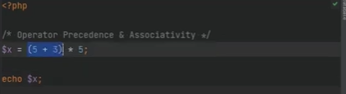 <?php
/* Operator Precedence & Associativity */
$x = (5 + 3) * 5;
echo $x;